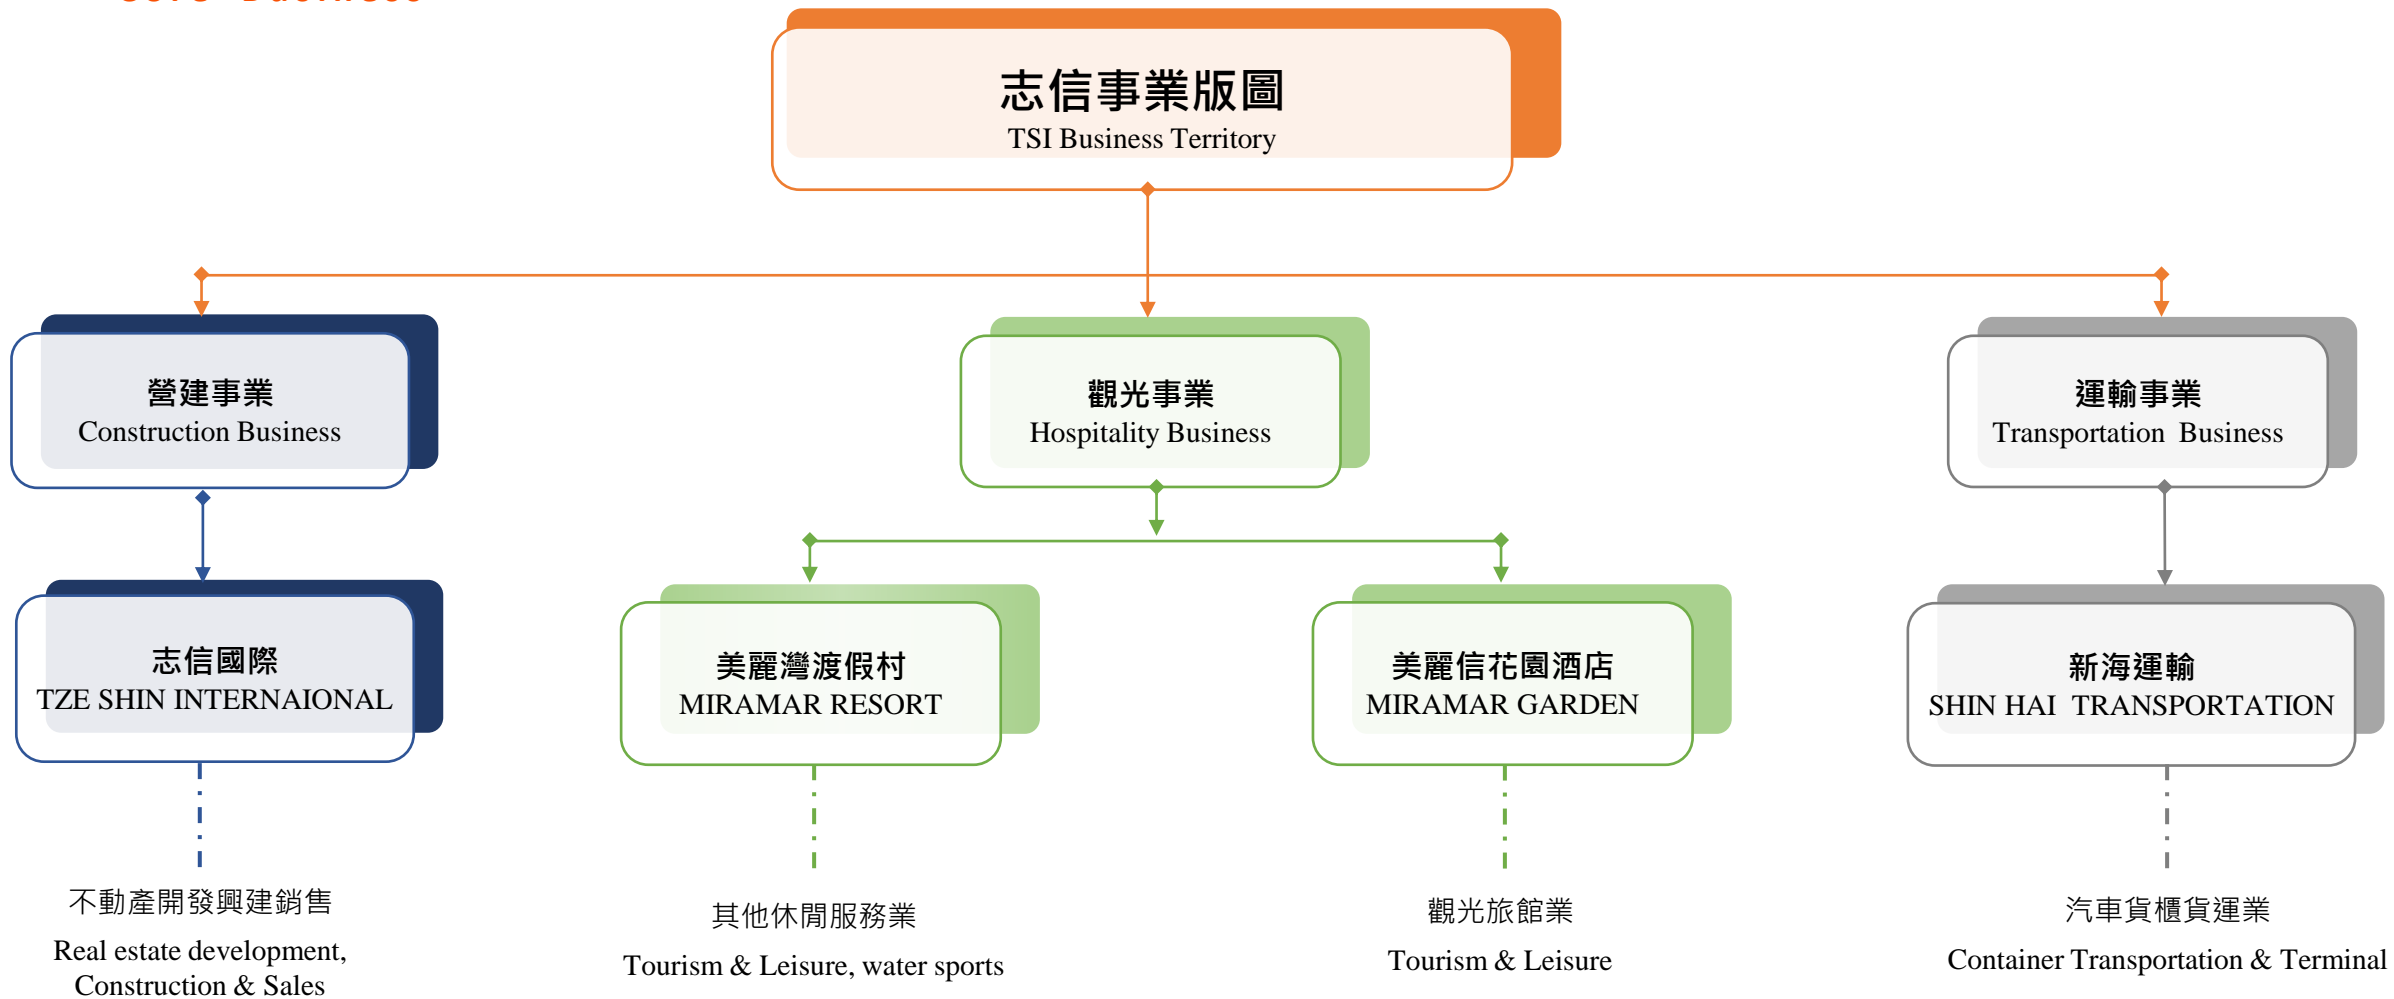 志信事業版圖
TSI Business Territory
營建事業
Construction Business
觀光事業
Hospitality Business
運輸事業
Transportation Business
志信國際
TZE SHIN INTERNAIONAL
美麗灣渡假村
MIRAMAR RESORT
美麗信花園酒店
MIRAMAR GARDEN
新海運輸
SHIN HAI TRANSPORTATION
不動產開發興建銷售
Real estate development,
Construction & Sales
其他休閒服務業
Tourism & Leisure, water sports
觀光旅館業
Tourism & Leisure
汽車貨櫃貨運業
Container Transportation & Terminal